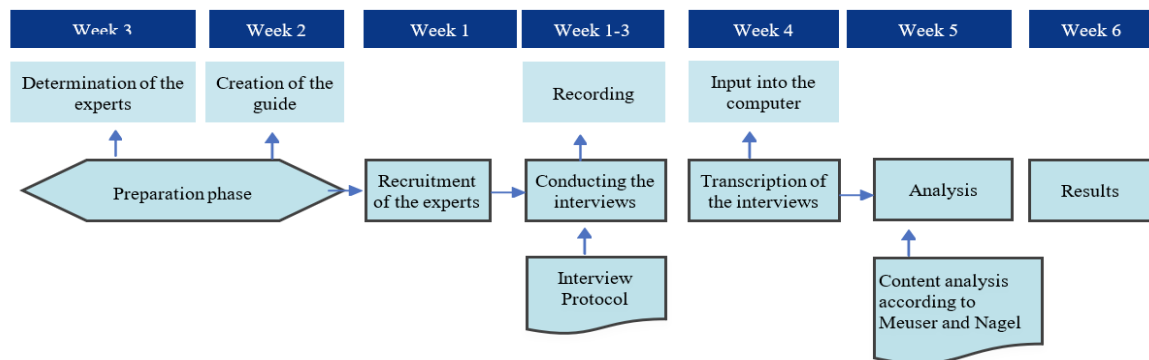 Week 3
Week 2
Week 1
Week 1-3
Week 4
Week 5
Week 6
Determination of the
experts
Creation of the
guide
Recording
Input into the
computer
Preparation phase
Recruitment
of the experts
Conducting the
interviews
Transcription of
the interviews
Analysis
Results
Interview
Protocol
Content analysis
according to
Meuser and Nagel